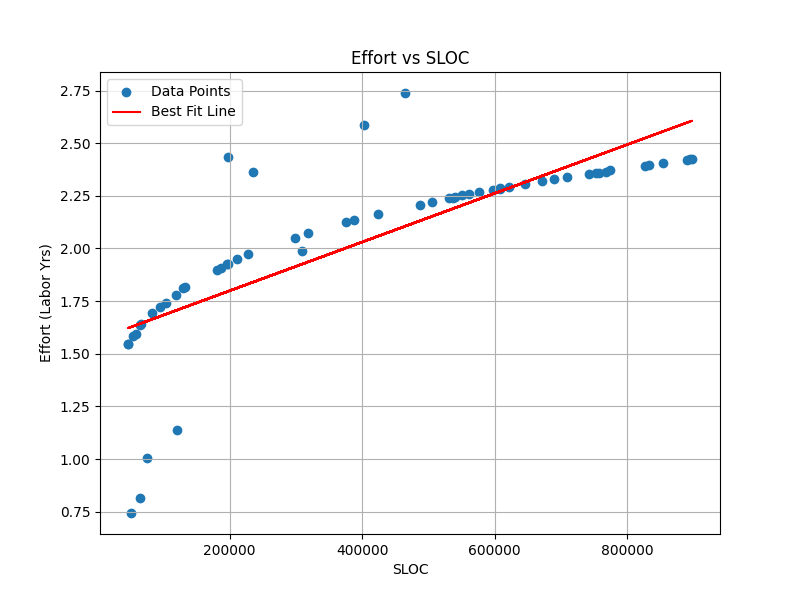 Effort vs SLOC
Data Points
Best Fit Line
2.75
2.50
2.25
2.00
1.75
1.50
1.25
1.00
0.75
Effort (Labor Yrs)
200000
400000
600000
800000
SLOC